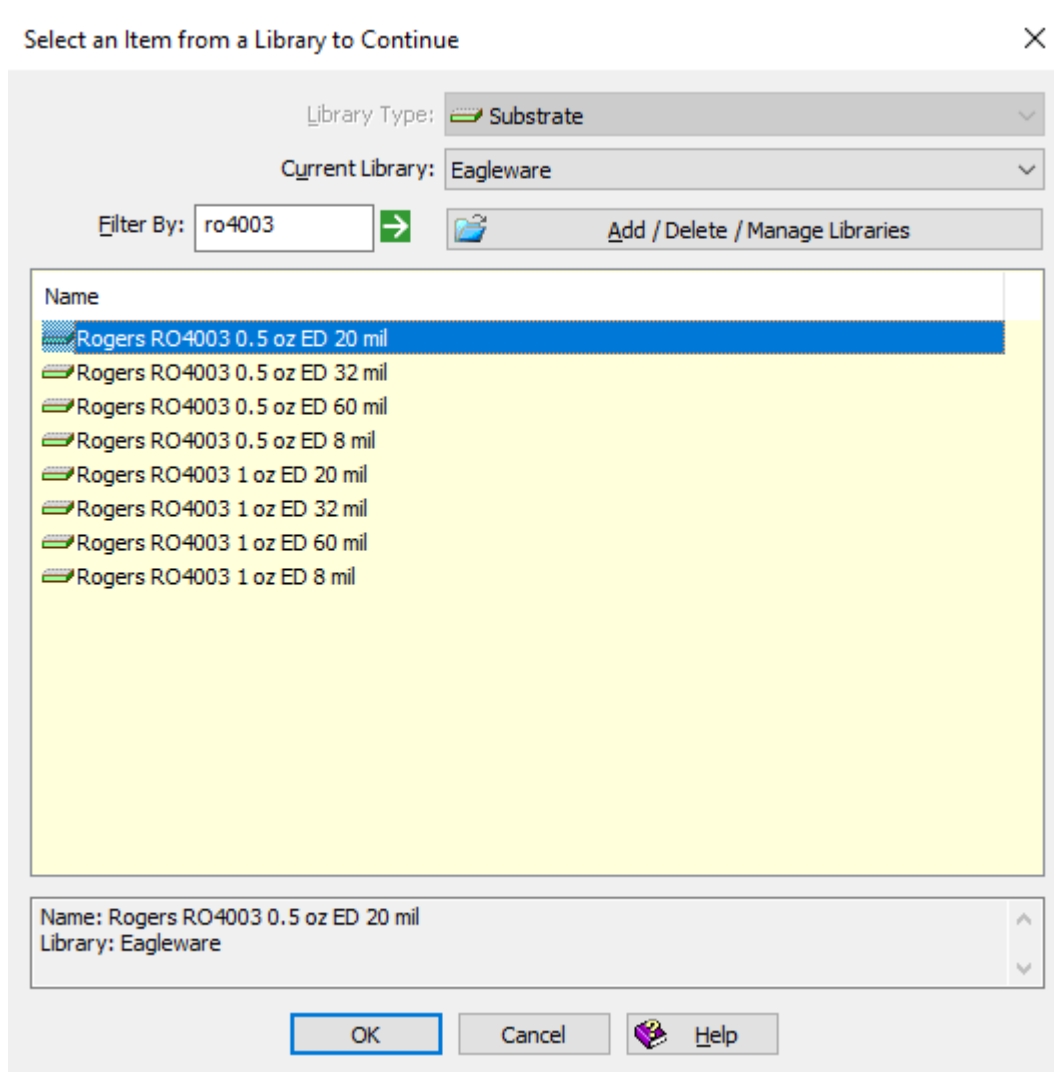 Select an Item from a Library to Continue
Library Type: Substrate
Current Library: Eagleware
Filter By: ro4003 Add / Delete / Manage Libraries
Name
Rogers RO4003 0.5 oz ED 20 mil
Rogers RO4003 0.5 oz ED 32 mil
Rogers RO4003 0.5 oz ED 60 mil
Rogers RO4003 0.5 oz ED 8 mil
Rogers RO4003 1 oz ED 20 mil
Rogers RO4003 1 oz ED 32 mil
Rogers RO4003 1 oz ED 60 mil
Rogers RO4003 1 oz ED 8 mil
Name: Rogers RO4003 0.5 oz ED 20 mil
Library: Eagleware
OK Cancel Help